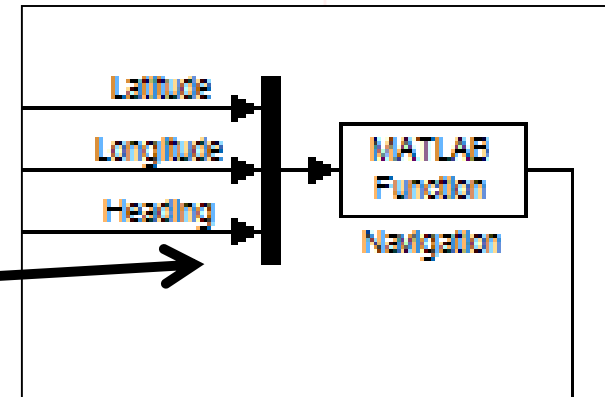 Latitude
Longitude
Heading
MATLAB
Function
Navigation